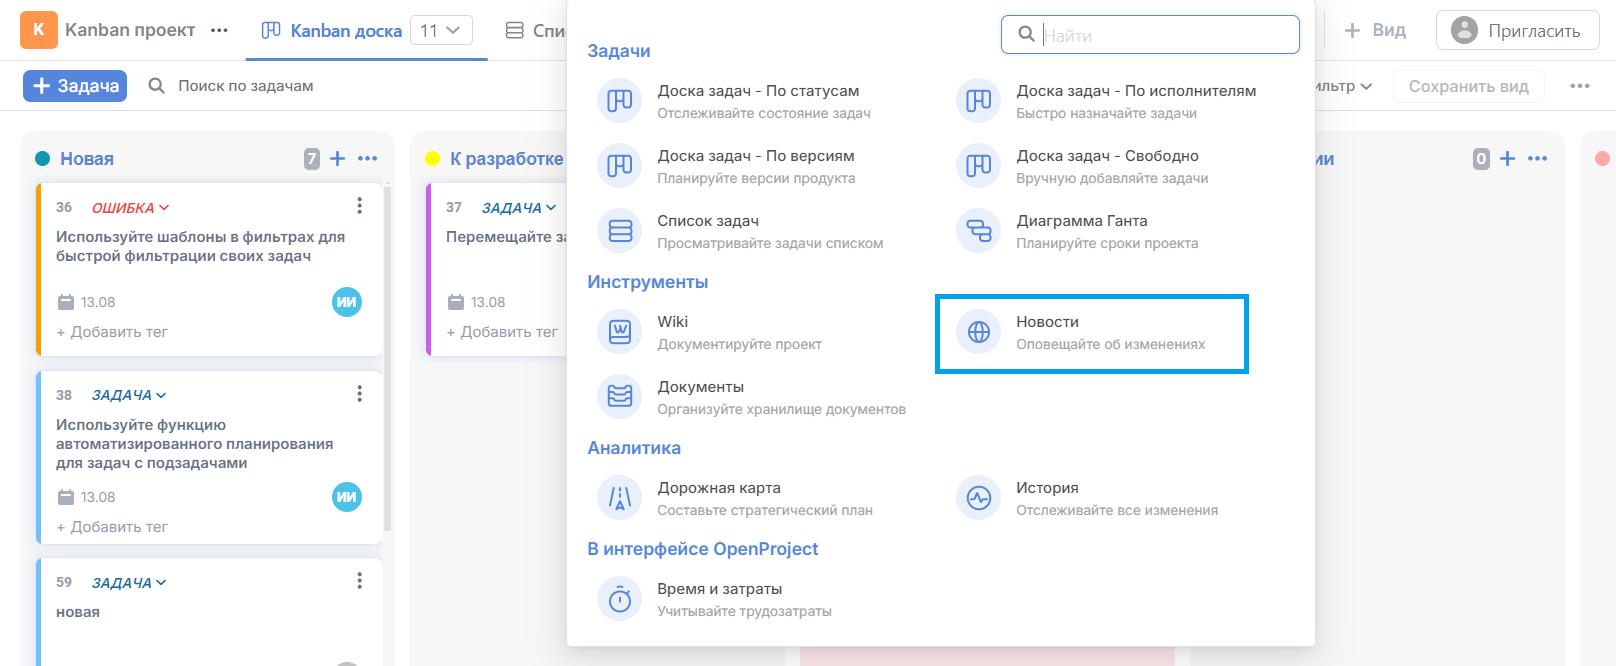 К Kanban проект ... Kanban доска 11 Вид Пригласить
Задача Поиск по задачам Сохранить вид
Новая 7
36 ОШИБКА
Используйте шаблоны в фильтрах для
быстрой фильтрации своих задач
13.08 ИИ
+ Добавить тег
38 ЗАДАЧА
Используйте функцию
автоматизированного планирования
для задач с подзадачами
13.08 ИИ
+ Добавить тег
59 ЗАДАЧА
новая
К разработке
37 ЗАДАЧА
Перемещайте
13.08
+ Добавить тег
Найти
Задачи
Доска задач - По статусам
Отслеживайте состояние задач
Доска задач - По исполнителям
Быстро назначайте задачи
Доска задач - По версиям
Планируйте версии продукта
Доска задач - Свободно
Вручную добавляйте задачи
Список задач
Просматривайте задачи списком
Диаграмма Ганта
Планируйте сроки проекта
Инструменты
Wiki
Документируйте проект
Новости
Оповещайте об изменениях
Документы
Организуйте хранилище документов
Аналитика
Дорожная карта
Составьте стратегический план
История
Отслеживайте все изменения
В интерфейсе OpenProject
Время и затраты
Учитывайте трудозатраты
0